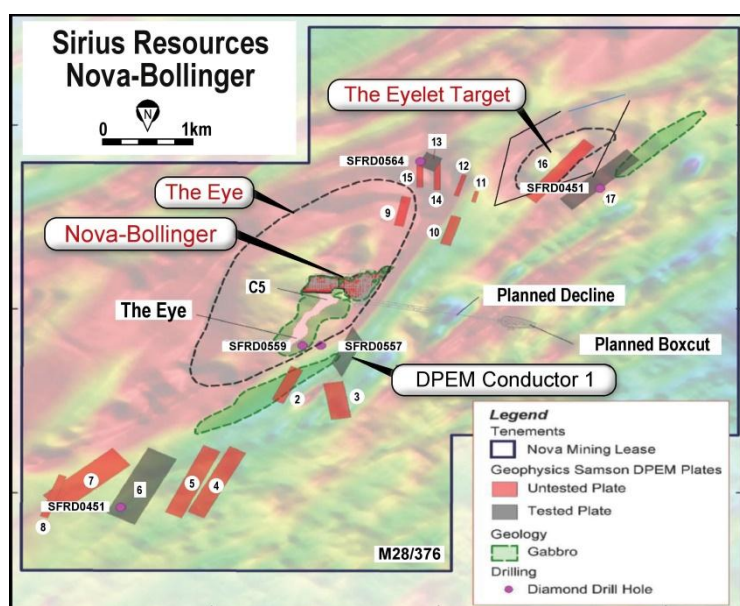 Sirius Resources
Nova-Bollinger
N
0 1km
The Eyelet Target
13
SFRD0564
16
12
15
SFRD0451
11
The Eye
14
17
9
Nova-Bollinger
10
C5
The Eye
Planned Decline
SFRD0559
SFRD0557
Planned Boxcut
DPEM Conductor 1
2
3
Legend
Tenements
Nova Mining Lease
Geophysics Samson DPEM Plates
Untested Plate
Tested Plate
Geology
Gabbro
Drilling
Diamond Drill Hole
7
6
5
4
SFRD0451
8
M28/376